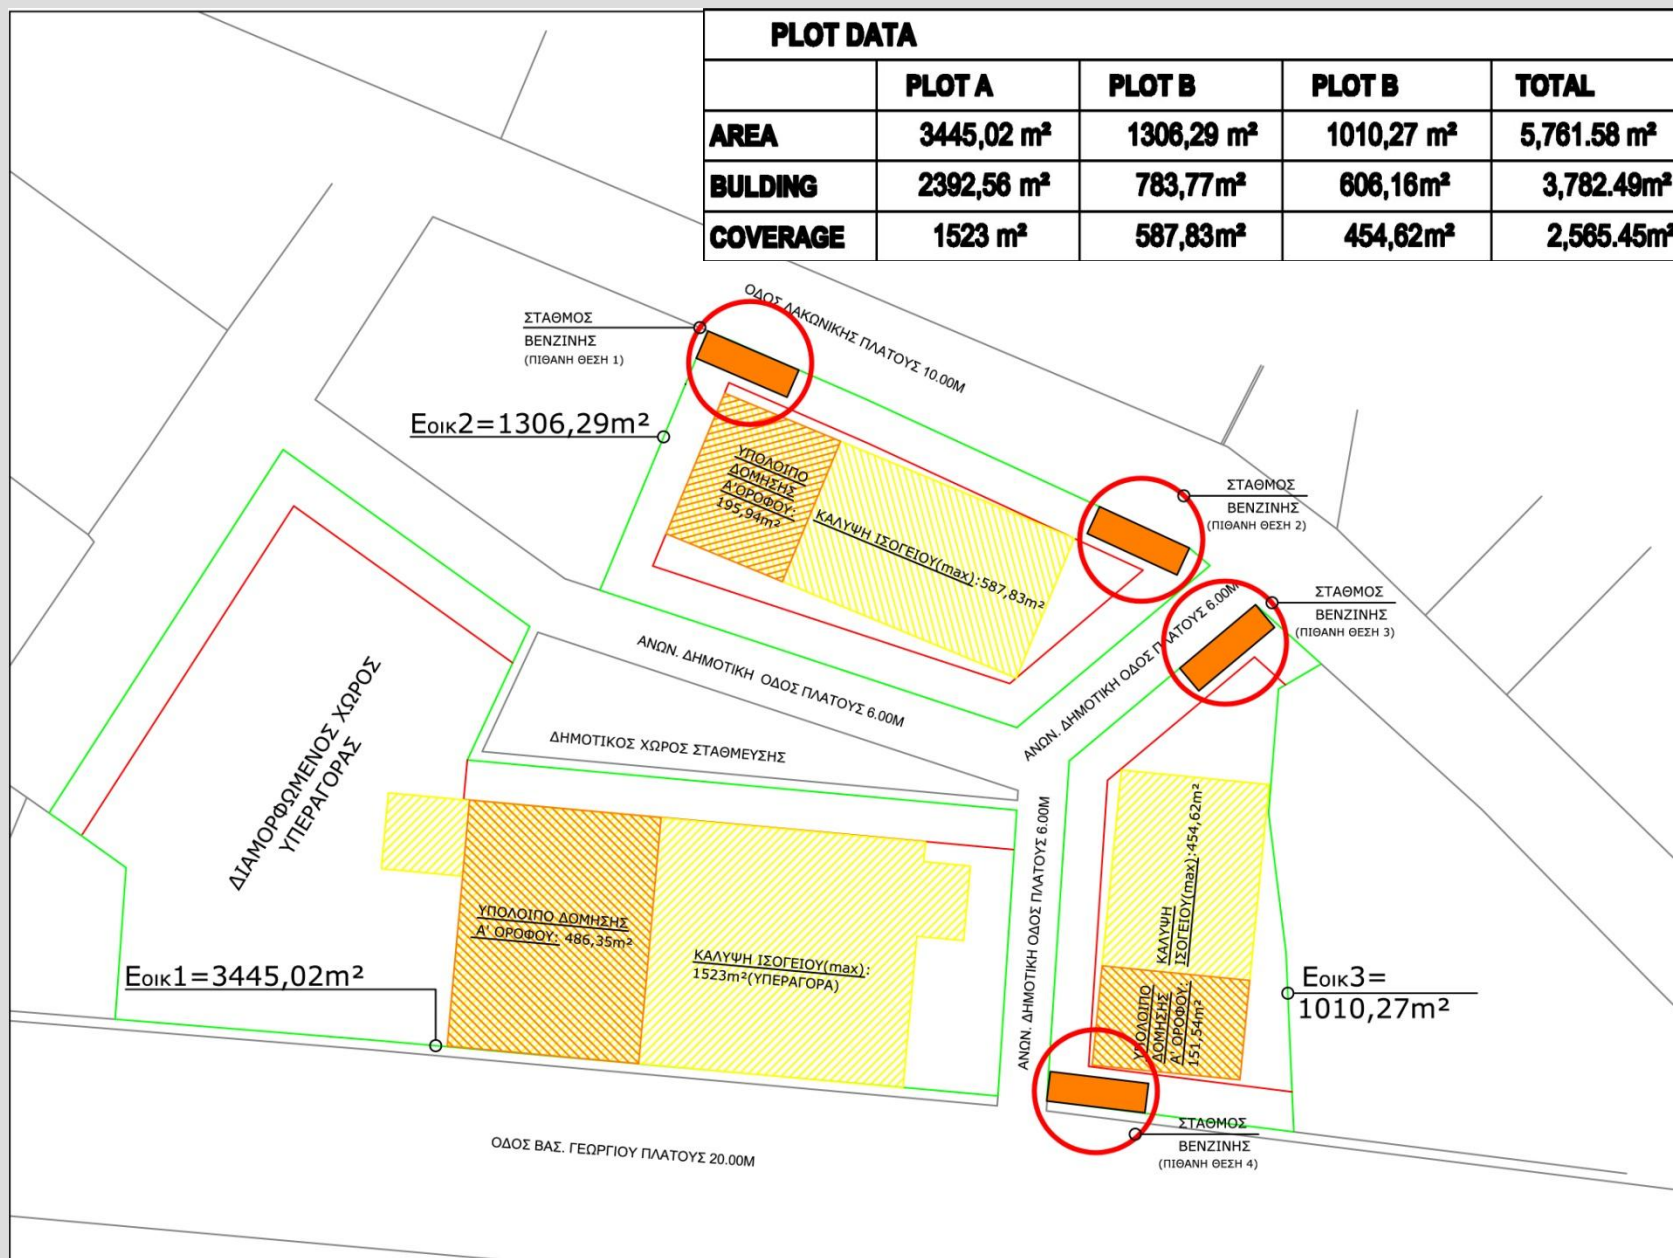 PLOT DATA
PLOT A PLOT B PLOT B TOTAL
AREA 3445,02 m² 1306,29 m² 1010,27 m² 5,761.58 m²
BULDING 2392,56 m² 783,77m² 606,16m² 3,782.49m²
COVERAGE 1523 m² 587,83m² 454,62m² 2,565.45m²
ΟΔΟΣ ΛΑΚΩΝΙΚΗΣ ΠΛΑΤΟΥΣ 10.00Μ
ΣΤΑΘΜΟΣ
ΒΕΝΖΙΝΗΣ
(ΠΙΘΑΝΗ ΘΕΣΗ 1)
Εοικ2=1306,29m²
ΥΠΟΛΟΙΠΟ
ΔΟΜΗΣΗΣ
Α'ΟΡΟΦΟΥ:
195,94m²
ΚΑΛΥΨΗ ΙΣΟΓΕΙΟΥ(max):587,83m²
ΣΤΑΘΜΟΣ
ΒΕΝΖΙΝΗΣ
(ΠΙΘΑΝΗ ΘΕΣΗ 2)
ΣΤΑΘΜΟΣ
ΒΕΝΖΙΝΗΣ
(ΠΙΘΑΝΗ ΘΕΣΗ 3)
ΑΝΩΝ. ΔΗΜΟΤΙΚΗ ΟΔΟΣ ΠΛΑΤΟΥΣ 6.00Μ
ΑΝΩΝ. ΔΗΜΟΤΙΚΗ ΟΔΟΣ ΠΛΑΤΟΥΣ 6.00Μ
ΔΗΜΟΤΙΚΟΣ ΧΩΡΟΣ ΣΤΑΘΜΕΥΣΗΣ
ΔΙΑΜΟΡΦΩΜΕΝΟΣ ΧΩΡΟΣ
ΥΠΕΡΑΓΟΡΑΣ
ΑΝΩΝ. ΔΗΜΟΤΙΚΗ ΟΔΟΣ ΠΛΑΤΟΥΣ 6.00Μ
ΚΑΛΥΨΗ
ΙΣΟΓΕΙΟΥ(max):454,62m²
ΥΠΟΛΟΙΠΟ ΔΟΜΗΣΗΣ
Α' ΟΡΟΦΟΥ: 486,35m²
ΚΑΛΥΨΗ ΙΣΟΓΕΙΟΥ(max):
1523m²(ΥΠΕΡΑΓΟΡΑ)
Εοικ1=3445,02m²
ΥΠΟΛΟΙΠΟ
ΔΟΜΗΣΗΣ
Α' ΟΡΟΦΟΥ:
151,54m²
Εοικ3=
1010,27m²
ΣΤΑΘΜΟΣ
ΒΕΝΖΙΝΗΣ
(ΠΙΘΑΝΗ ΘΕΣΗ 4)
ΟΔΟΣ ΒΑΣ. ΓΕΩΡΓΙΟΥ ΠΛΑΤΟΥΣ 20.00Μ